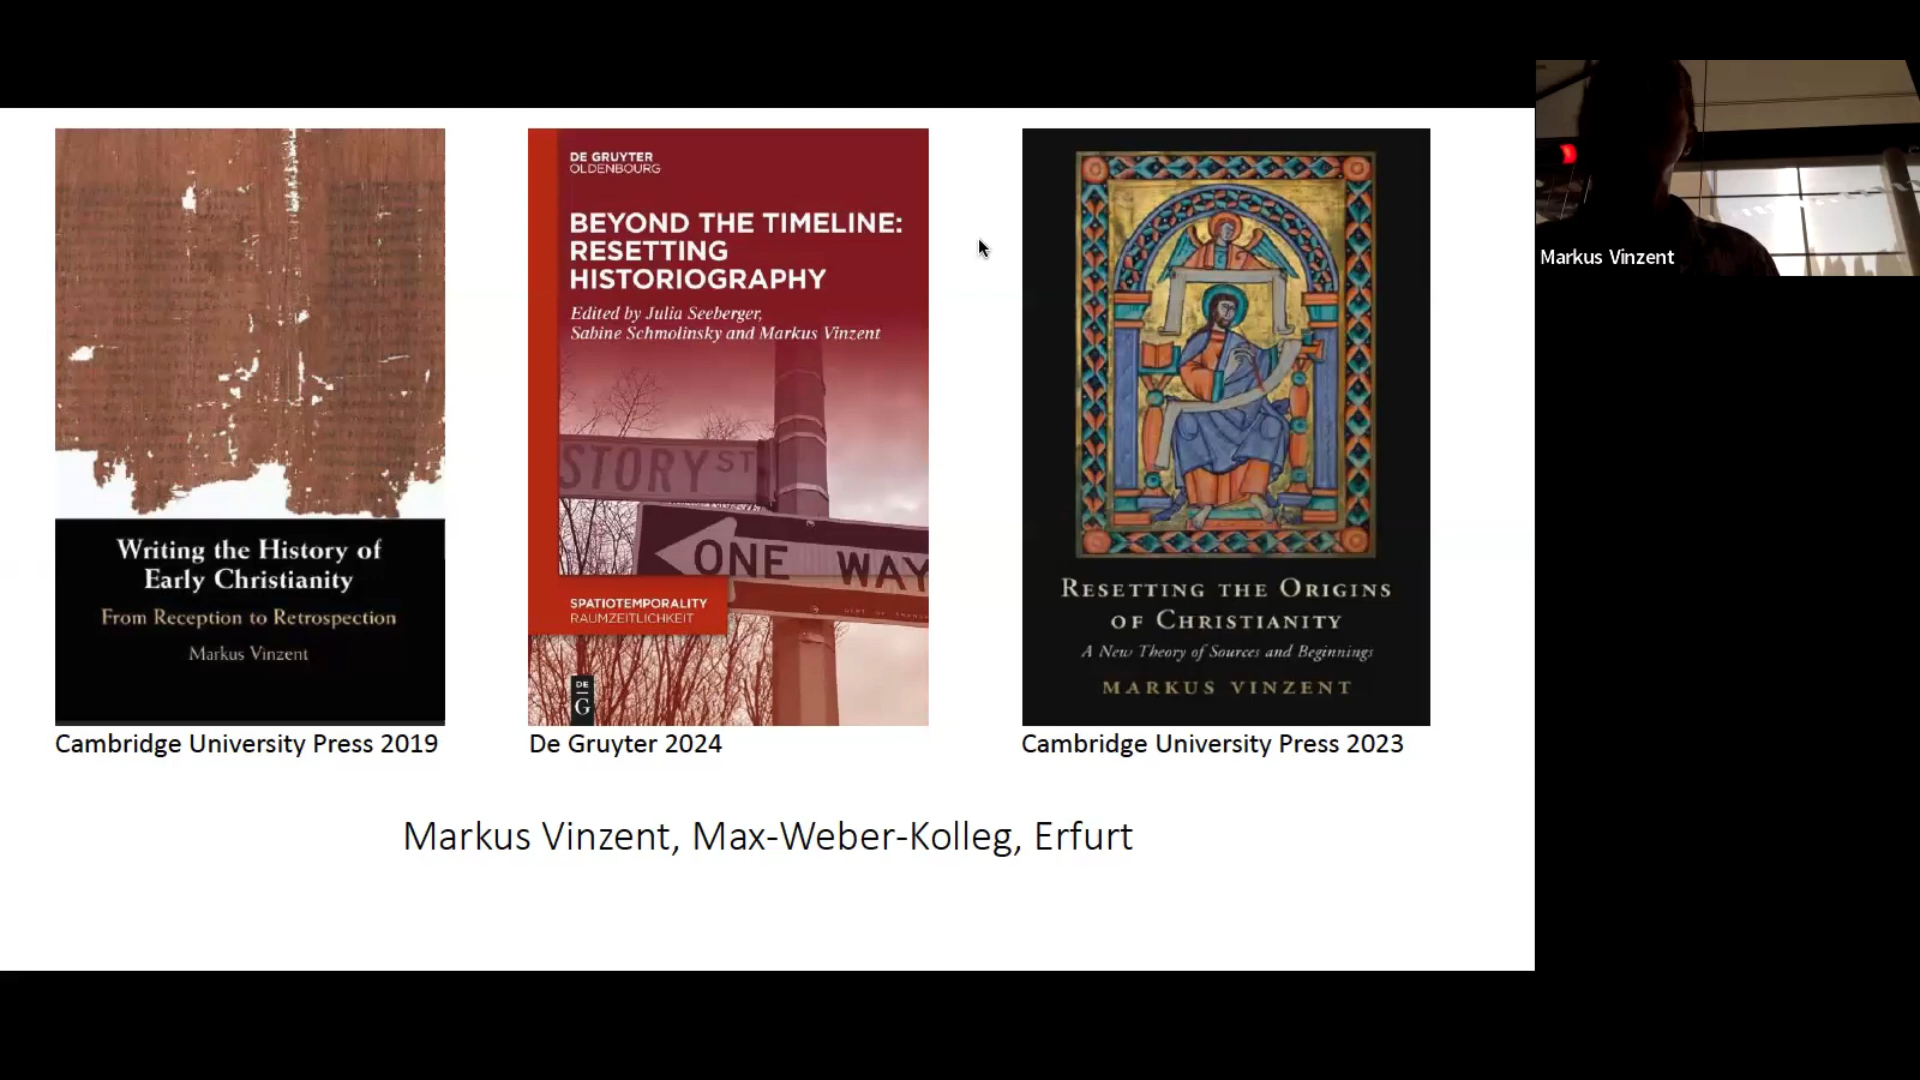 Writing the History of
Early Christianity
From Reception to Retrospection
Markus Vinzent
Cambridge University Press 2019
DE GRUYTER
OLDENBOURG
BEYOND THE TIMELINE:
RESETTING
HISTORIOGRAPHY
Edited by Julia Seeberger,
Sabine Schmolinsky and Markus Vinzent
STORY ST
ONE WAY
SPATIOTEMPORALITY
RAUMZEITLICHKEIT
DE
G
De Gruyter 2024
RESETTING THE ORIGINS
OF CHRISTIANITY
A New Theory of Sources and Beginnings
MARKUS VINZENT
Cambridge University Press 2023
Markus Vinzent, Max-Weber-Kolleg, Erfurt
Markus Vinzent